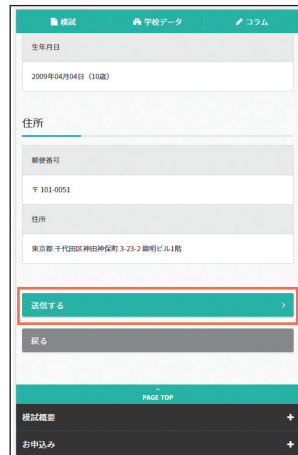 模試 学校データ コラム
生年月日
2009年04月04日（10歳）
住所
郵便番号
〒 101-0051
住所
東京都 千代田区神田神保町 3-23-2 錦明ビル1階
送信する
戻る
PAGE TOP
模試概要
お申込み